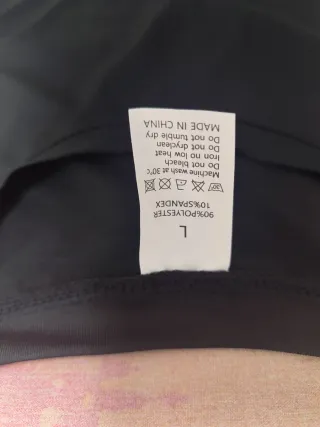 L
90%POLYESTER
10%SPANDEX
Machine wash at 30°c
Iron no low heat
Do not dryclean
Do not bleach
Do not tumble dry
MADE IN CHINA